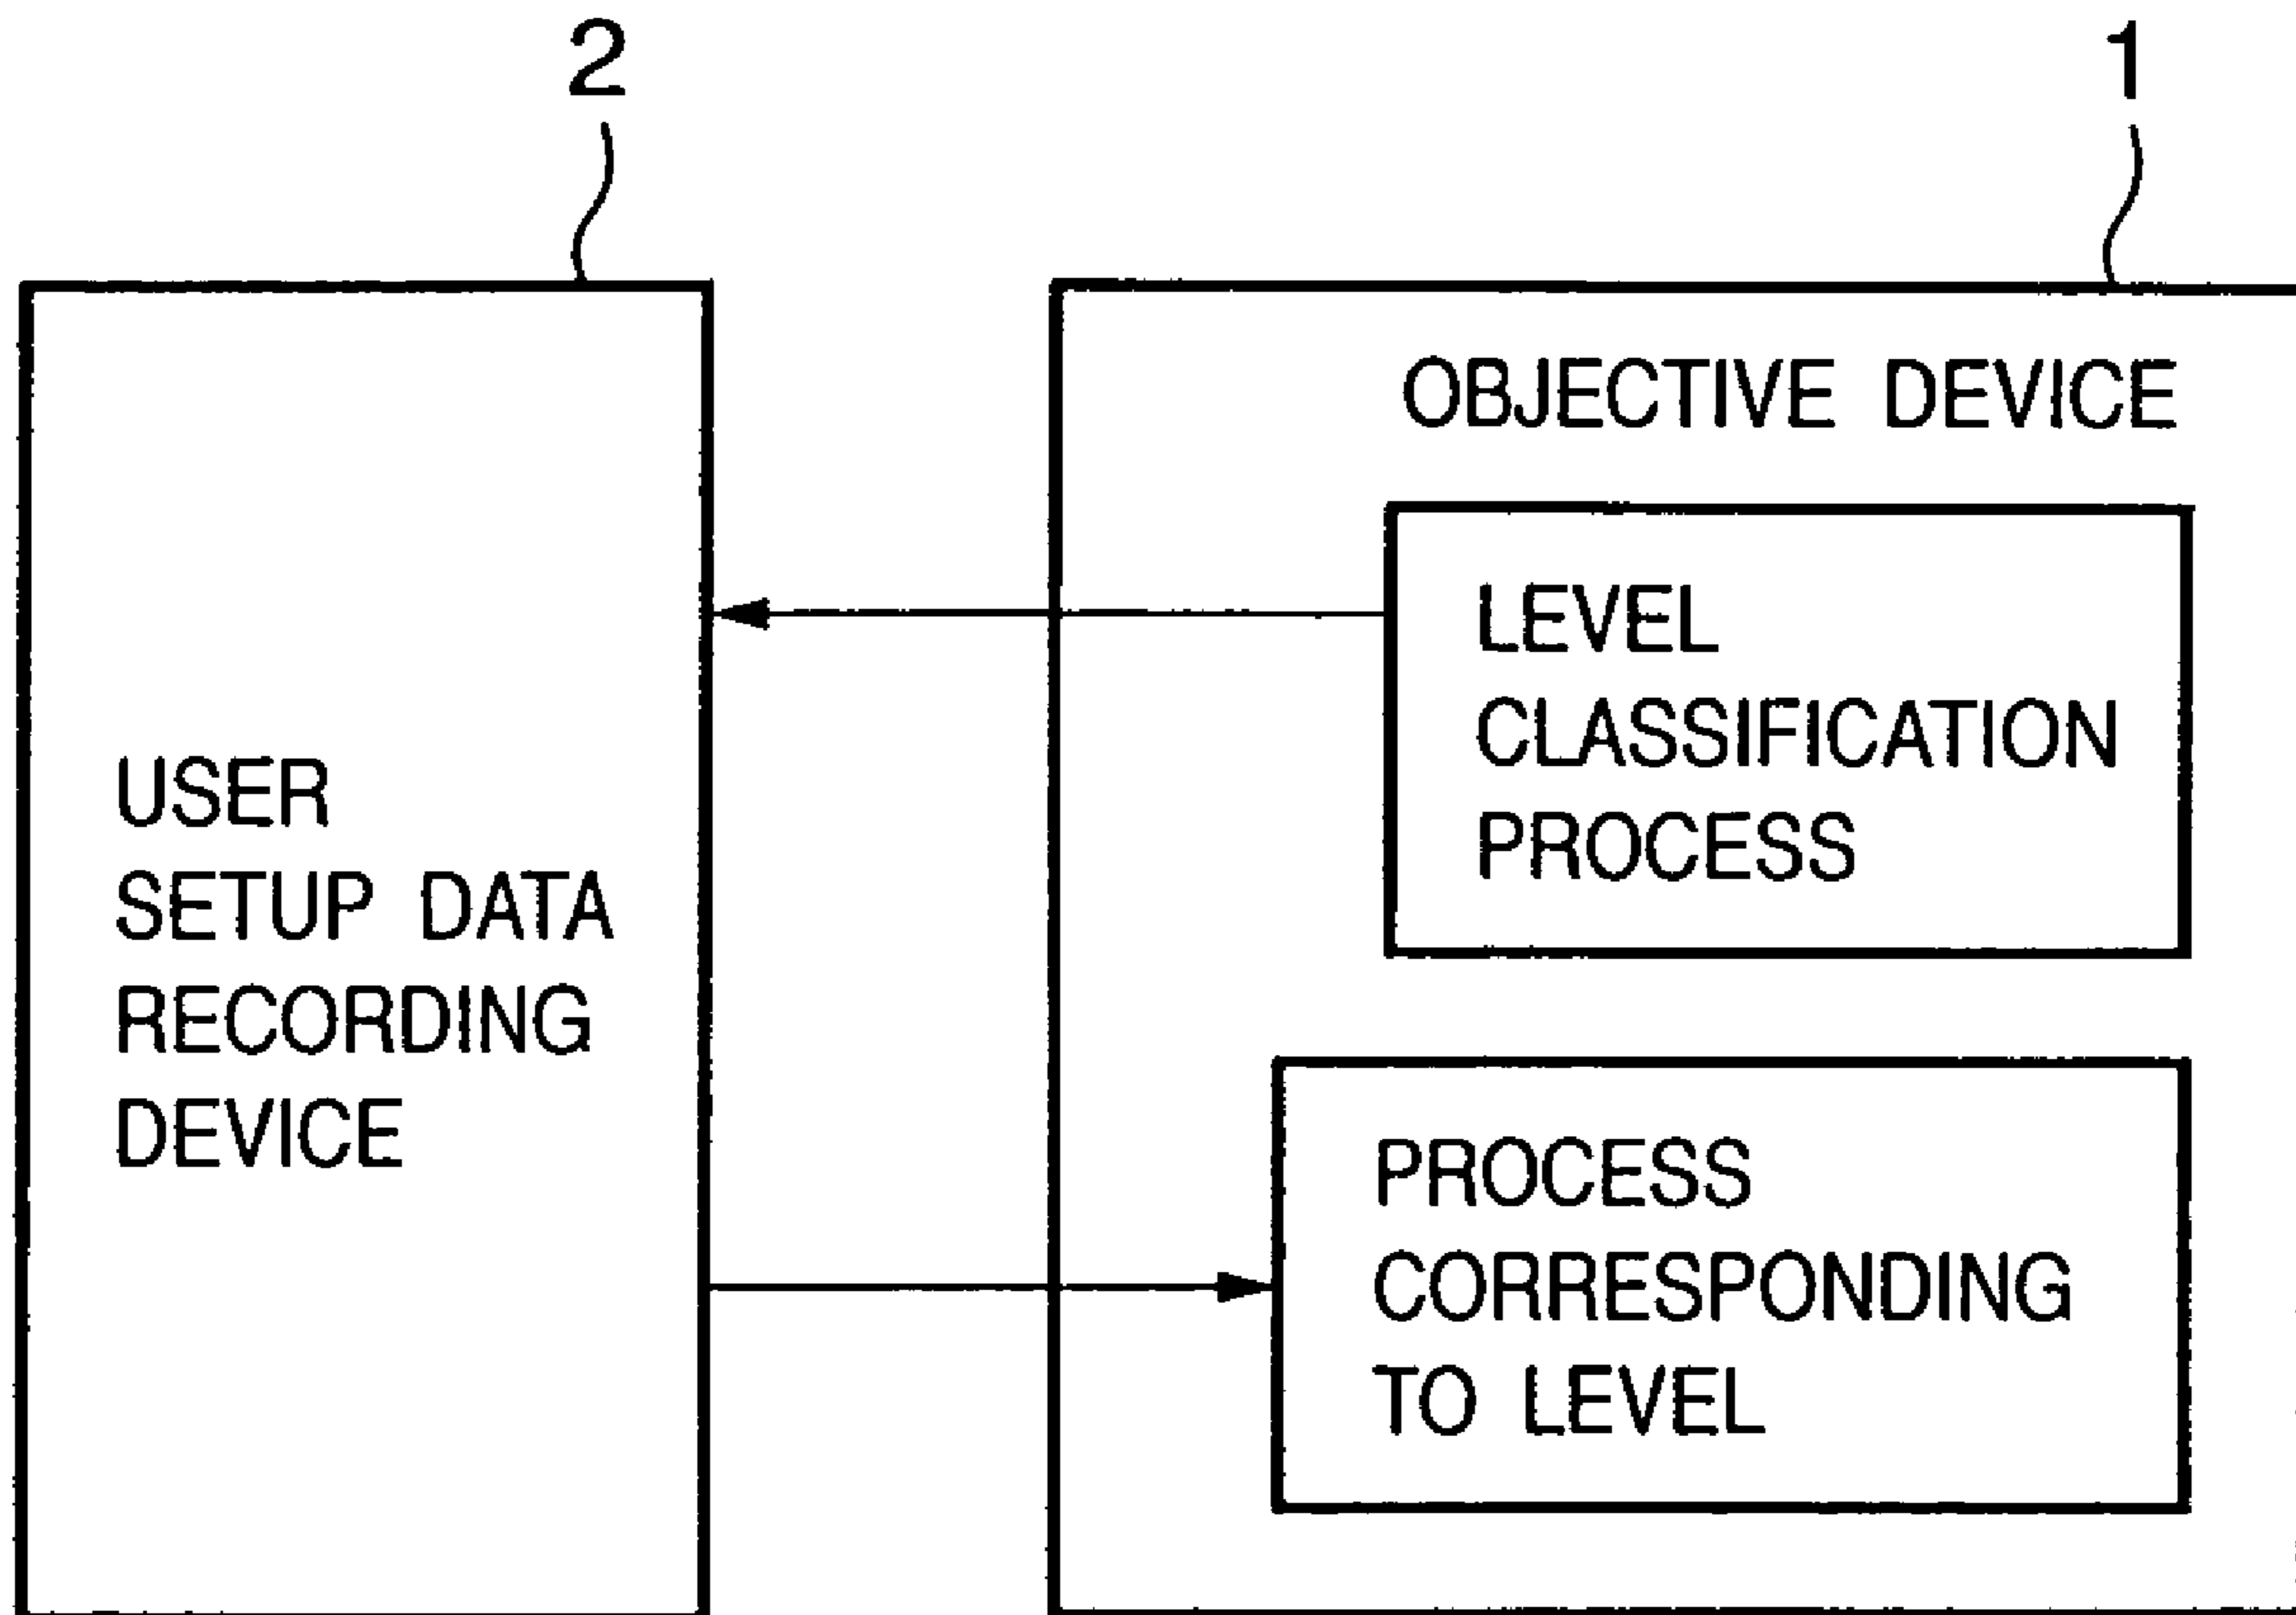 2
1
USER
SETUP DATA
RECORDING
DEVICE
OBJECTIVE DEVICE
LEVEL
CLASSIFICATION
PROCESS
PROCESS
CORRESPONDING
TO LEVEL